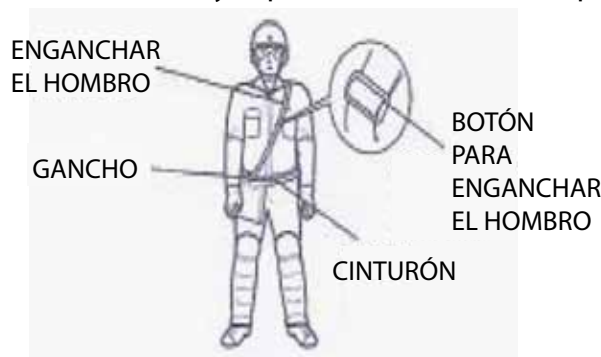 ENGANCHAR
EL HOMBRO
GANCHO
BOTÓN
PARA
ENGANCHAR
EL HOMBRO
CINTURÓN